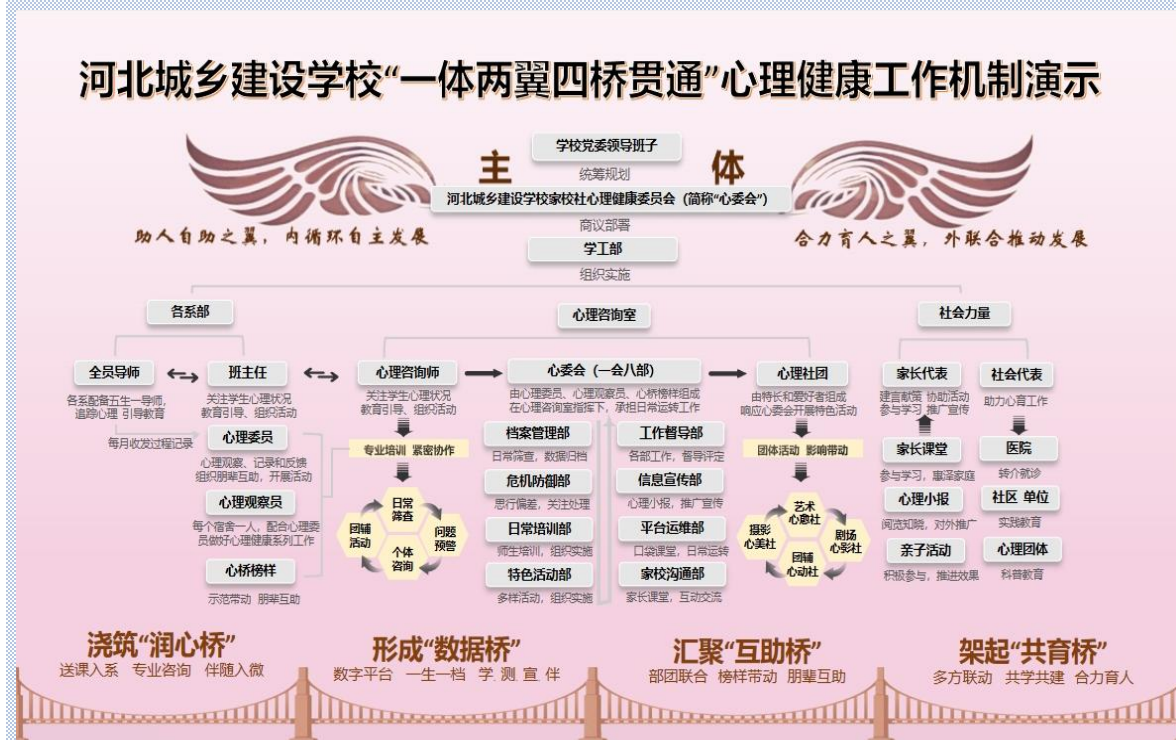 河北城乡建设学校“一体两翼四桥贯通”心理健康工作机制演示
主 体
学校党委领导班子
统筹规划
河北城乡建设学校家校社心理健康委员会（简称“心委会”）
商议部署
助人自助之翼，内循环自主发展
合力育人之翼，外联合推动发展
学工部
组织实施
各系部
心理咨询室
社会力量
全员导师
各系配备五生一导师，
追踪心理 引导教育
班主任
关注学生心理状况
教育引导、组织活动
每月收发过程记录
心理委员
心理观察、记录和反馈
组织朋辈互助，开展活动
心理观察员
每个宿舍一人，配合心理委
员做好心理健康系列工作
心桥榜样
示范带动 朋辈互助
心理咨询师
关注学生心理状况
教育引导、组织活动
专业培训 紧密协作
日常
筛查
问题
预警
个体
咨询
团辅
活动
心委会（一会八部）
由心理委员、心理观察员、心桥榜样组成
在心理咨询室指挥下，承担日常运转工作
档案管理部
日常筛查，数据归档
危机防御部
思行偏差，关注处理
日常培训部
师生培训，组织实施
特色活动部
多样活动，组织实施
工作督导部
各部工作，督导评定
信息宣传部
心理小报，推广宣传
平台运维部
口袋课堂，日常运转
家校沟通部
家长课堂，互动交流
心理社团
由特长和爱好者组成
响应心委会开展特色活动
团体活动 影响带动
艺术
心愈社
剧场
心影社
团辅
心动社
摄影
心美社
家长代表
建言献策 协助活动
参与学习 推广宣传
家长课堂
参与学习，惠泽家庭
心理小报
阅览知晓，对外推广
亲子活动
积极参与，推进效果
社会代表
助力心育工作
医院
转介就诊
社区 单位
实践教育
心理团体
科普教育
浇筑“润心桥”
送课入系 专业咨询 伴随入微
形成“数据桥”
数字平台 一生一档 学 测 宣 伴
汇聚“互助桥”
部团联合 榜样带动 朋辈互助
架起“共育桥”
多方联动 共学共建 合力育人